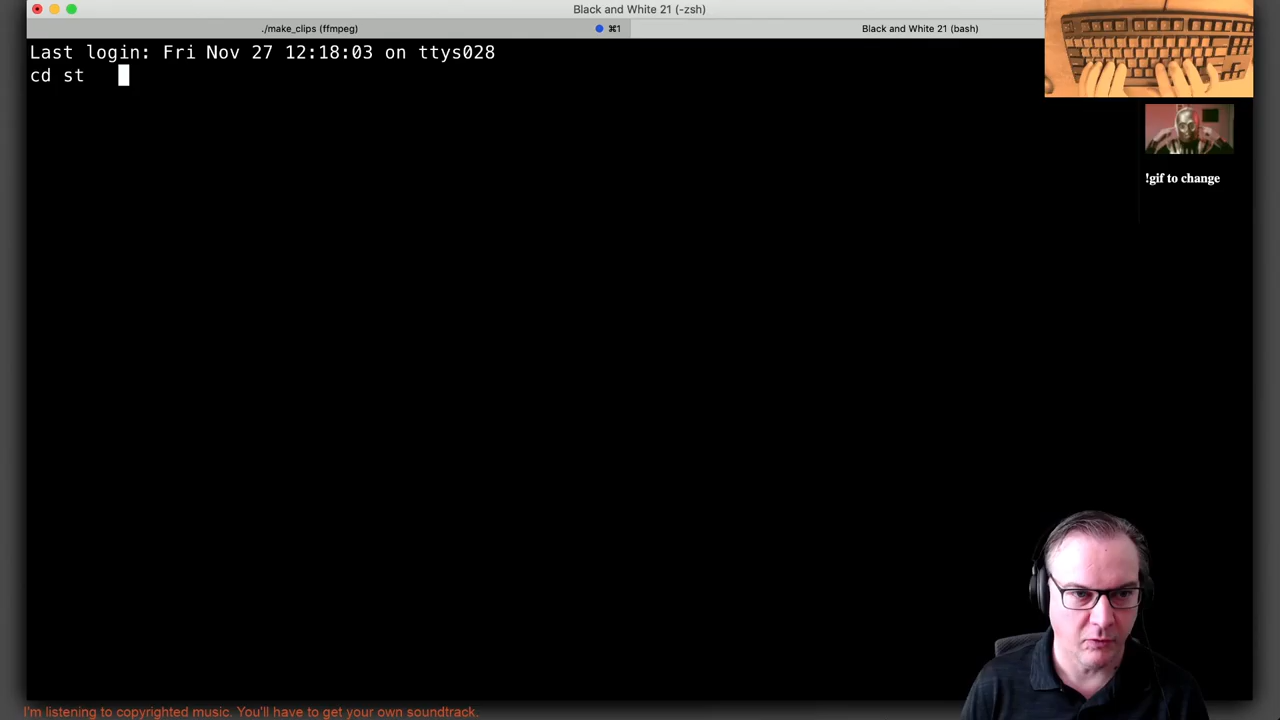 Black and White 21 (-zsh)
./make_clips (ffmpeg)
⌘1
Black and White 21 (bash)
Last login: Fri Nov 27 12:18:03 on ttys028
cd st
!gif to change
I'm listening to copyrighted music. You'll have to get your own soundtrack.